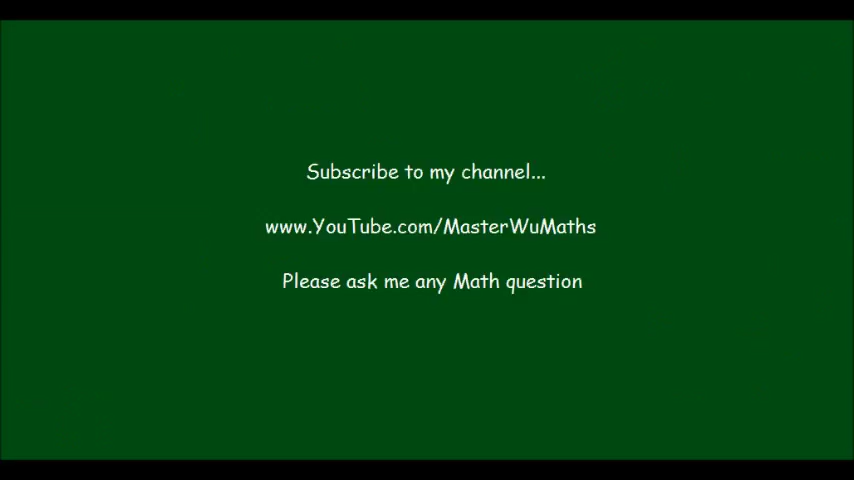 Subscribe to my channel...
www.YouTube.com/MasterWuMaths
Please ask me any Math question